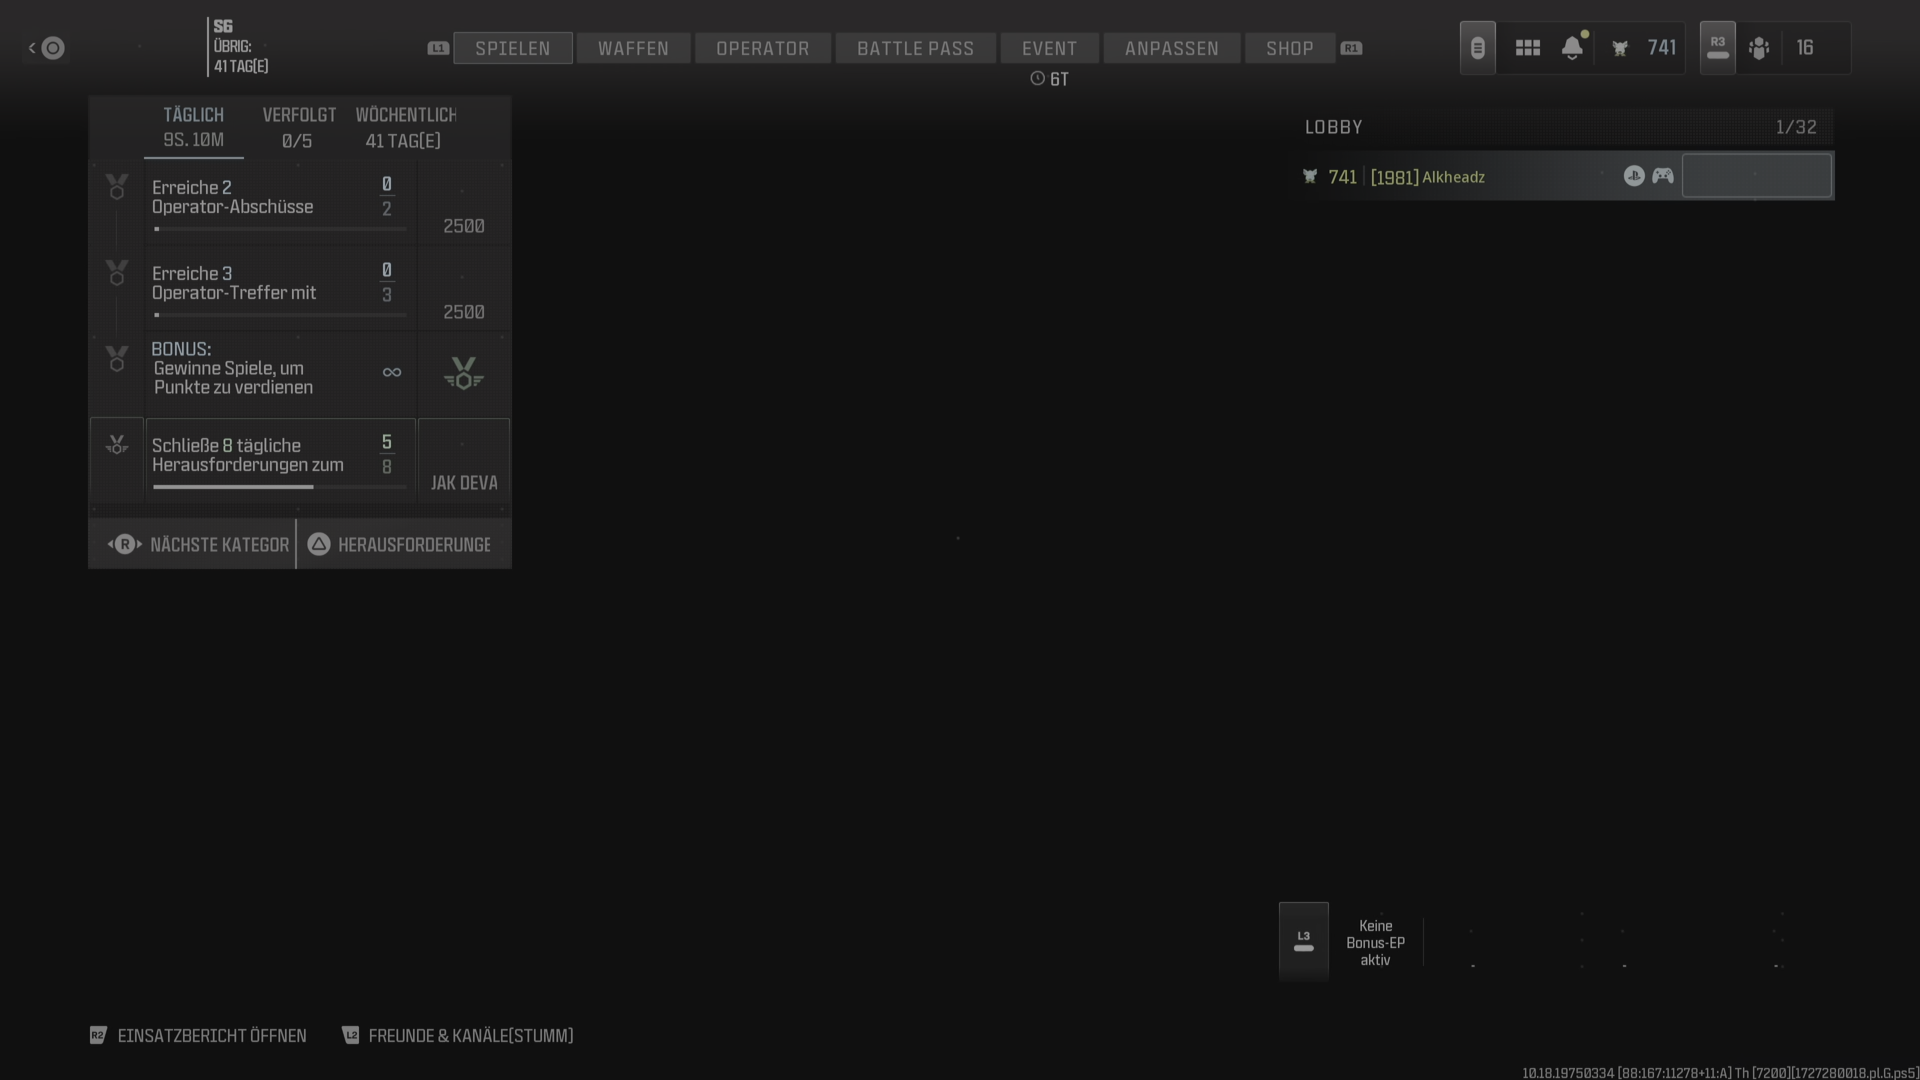 S6
ÜBRIG:
41 TAG(E)
L1
SPIELEN
WAFFEN
OPERATOR
BATTLE PASS
EVENT
ANPASSEN
SHOP
R1
6T
741
R3
16
TÄGLICH
9S. 10M
VERFOLGT
0/5
WÖCHENTLICH
41 TAG(E)
Erreiche 2
Operator-Abschüsse
0
2
2500
Erreiche 3
Operator-Treffer mit
0
3
2500
BONUS:
Gewinne Spiele, um
Punkte zu verdienen
∞
Schließe 8 tägliche
Herausforderungen zum
5
8
JAK DEVA
R
NÄCHSTE KATEGOR
HERAUSFORDERUNGE
LOBBY
1/32
741
[1981] Alkheadz
L3
Keine
Bonus-EP
aktiv
R2
EINSATZBERICHT ÖFFNEN
L2
FREUNDE & KANÄLE(STUMM)
10.18.19750334 [88:167:11278+11:A] Th [7200][1727280018.pl.G.ps5]